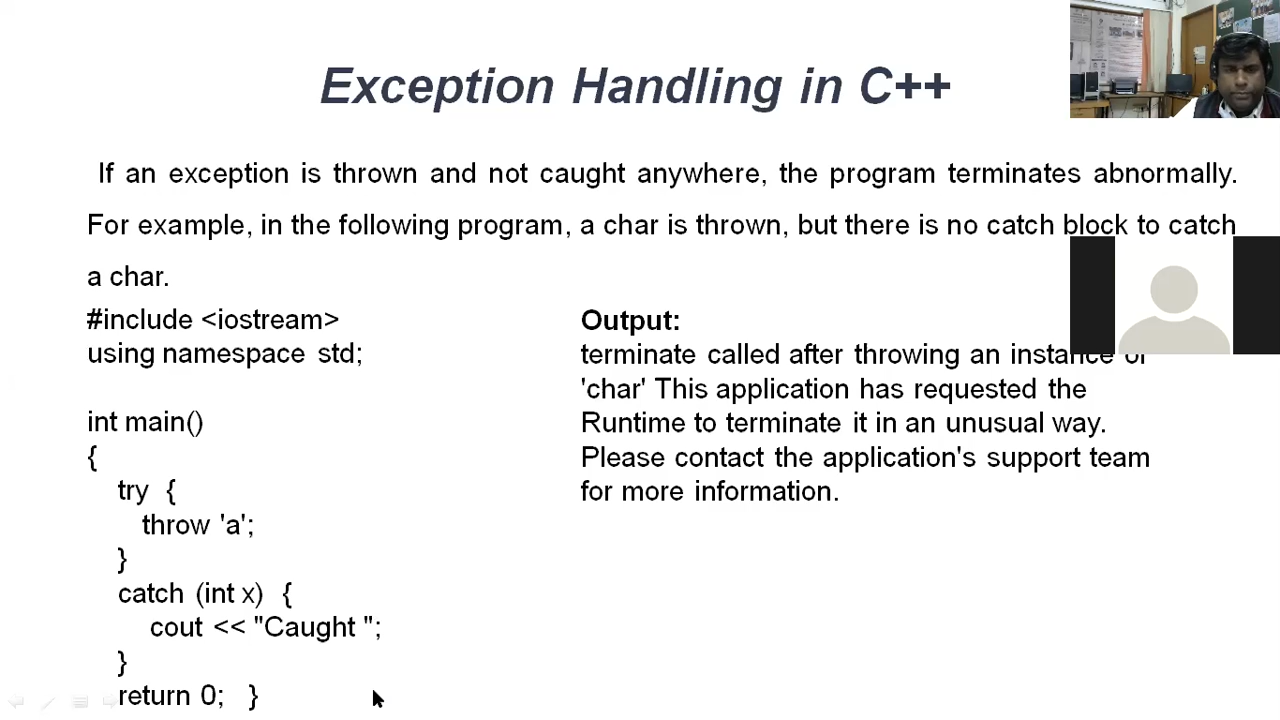 Exception Handling in C++
If an exception is thrown and not caught anywhere, the program terminates abnormally.
For example, in the following program, a char is thrown, but there is no catch block to catch
a char.
#include <iostream>
using namespace std;
int main()
{
try {
throw 'a';
}
catch (int x) {
cout << "Caught ";
}
return 0; }
Output:
terminate called after throwing an instance of
'char' This application has requested the
Runtime to terminate it in an unusual way.
Please contact the application's support team
for more information.